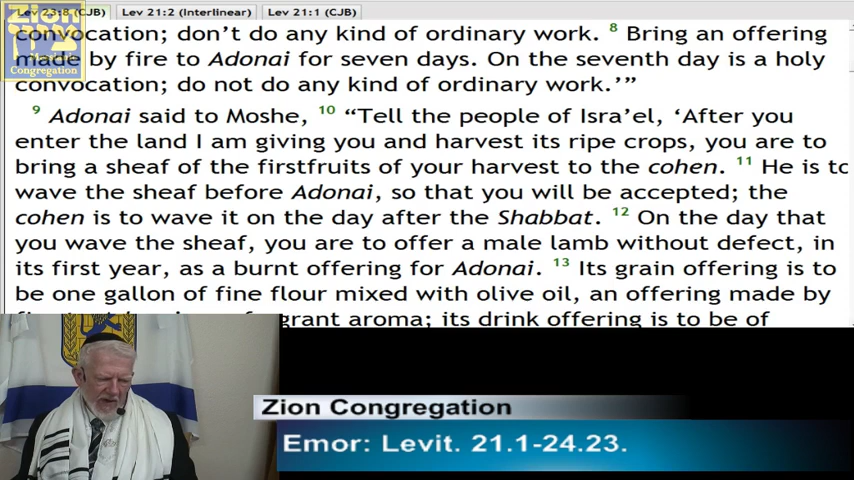 Lev 23:8 (CJB) Lev 21:2 (Interlinear) Lev 21:1 (CJB)
Zion
Congregation
convocation; don't do any kind of ordinary work. 8 Bring an offering
made by fire to Adonai for seven days. On the seventh day is a holy
convocation; do not do any kind of ordinary work.'”
9 Adonai said to Moshe, 10 “Tell the people of Isra'el, ‘After you
enter the land I am giving you and harvest its ripe crops, you are to
bring a sheaf of the firstfruits of your harvest to the cohen. 11 He is to
wave the sheaf before Adonai, so that you will be accepted; the
cohen is to wave it on the day after the Shabbat. 12 On the day that
you wave the sheaf, you are to offer a male lamb without defect, in
its first year, as a burnt offering for Adonai. 13 Its grain offering is to
be one gallon of fine flour mixed with olive oil, an offering made by
grant aroma; its drink offering is to be of
Zion Congregation
Emor: Levit. 21.1-24.23.